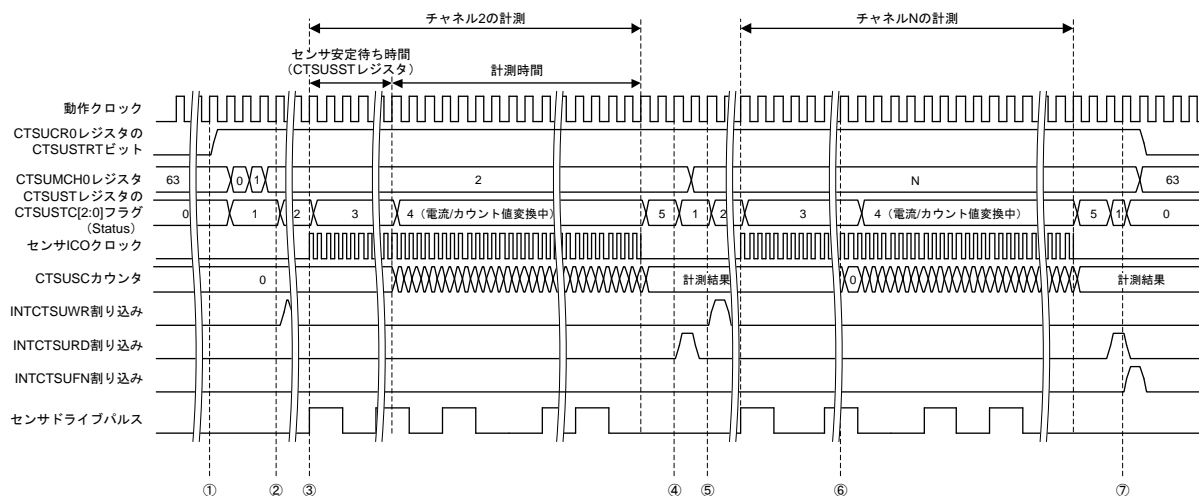 チャネル2の計測
チャネルNの計測
センサ安定待ち時間
(CTSUSSTレジスタ)
計測時間
動作クロック
CTSUCR0レジスタの
CTSUSTRTビット
CTSUMCH0レジスタ
63
0
1
2
N
63
CTSUSTレジスタの
CTSUSTC[2:0]フラグ
(Status)
0
1
2
3
4（電流/カウント値変換中）
5
1
2
3
4（電流/カウント値変換中）
5
1
0
センサICOクロック
CTSUSCカウンタ
0
計測結果
0
計測結果
INTCTSUWR割り込み
INTCTSURD割り込み
INTCTSUFN割り込み
センサドライブパルス
①
②
③
④
⑤
⑥
⑦